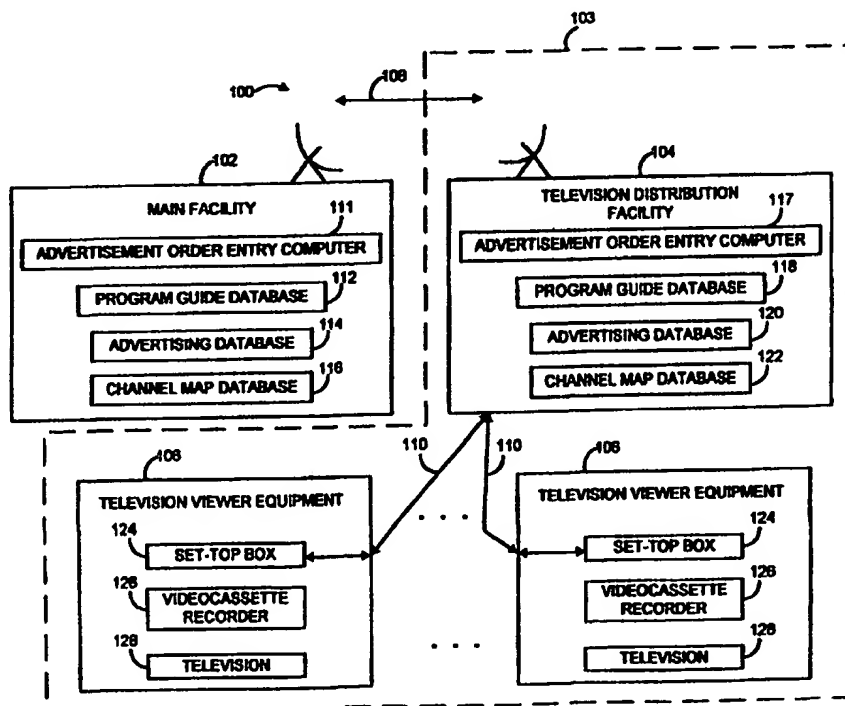 103
100
108
102
104
MAIN FACILITY
111
ADVERTISEMENT ORDER ENTRY COMPUTER
PROGRAM GUIDE DATABASE
112
ADVERTISING DATABASE
114
CHANNEL MAP DATABASE
116
TELEVISION DISTRIBUTION
FACILITY
117
ADVERTISEMENT ORDER ENTRY COMPUTER
PROGRAM GUIDE DATABASE
118
ADVERTISING DATABASE
120
CHANNEL MAP DATABASE
122
110
110
106
TELEVISION VIEWER EQUIPMENT
124
SET-TOP BOX
126
VIDEOCASSETTE
RECORDER
128
TELEVISION
. . .
. . .
106
TELEVISION VIEWER EQUIPMENT
124
SET-TOP BOX
126
VIDEOCASSETTE
RECORDER
128
TELEVISION